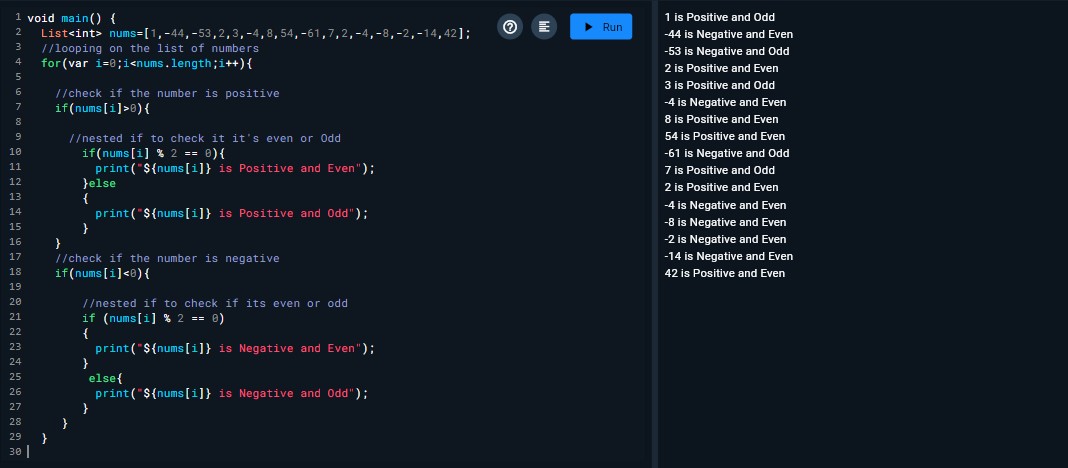 1 void main() {
2 List<int> nums=[1,-44,-53,2,3,-4,8,54,-61,7,2,-4,-8,-2,-14,42];
3 //looping on the list of numbers
4 for(var i=0;i<nums.length;i++){
5
6 //check if the number is positive
7 if(nums[i]>0){
8
9 //nested if to check it it's even or Odd
10 if(nums[i] % 2 == 0){
11 print("${nums[i]} is Positive and Even");
12 }else
13 {
14 print("${nums[i]} is Positive and Odd");
15 }
16 }
17 //check if the number is negative
18 if(nums[i]<0){
19
20 //nested if to check if its even or odd
21 if (nums[i] % 2 == 0)
22 {
23 print("${nums[i]} is Negative and Even");
24 }
25 else{
26 print("${nums[i]} is Negative and Odd");
27 }
28 }
29 }
30
? Run
1 is Positive and Odd
-44 is Negative and Even
-53 is Negative and Odd
2 is Positive and Even
3 is Positive and Odd
-4 is Negative and Even
8 is Positive and Even
54 is Positive and Even
-61 is Negative and Odd
7 is Positive and Odd
2 is Positive and Even
-4 is Negative and Even
-8 is Negative and Even
-2 is Negative and Even
-14 is Negative and Even
42 is Positive and Even